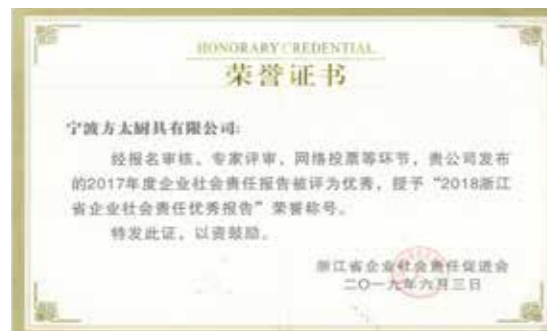 HONORARY CREDENTIAL
荣誉证书
宁波方太厨具有限公司:
经报名审核、专家评审、网络投票等环节,贵公司发布
的2017年度企业社会责任报告被评为优秀,授予“2018浙江
省企业社会责任优秀报告”荣誉称号。
特发此证,以资鼓励。
浙江省企业社会责任促进会
二〇一九年六月三日